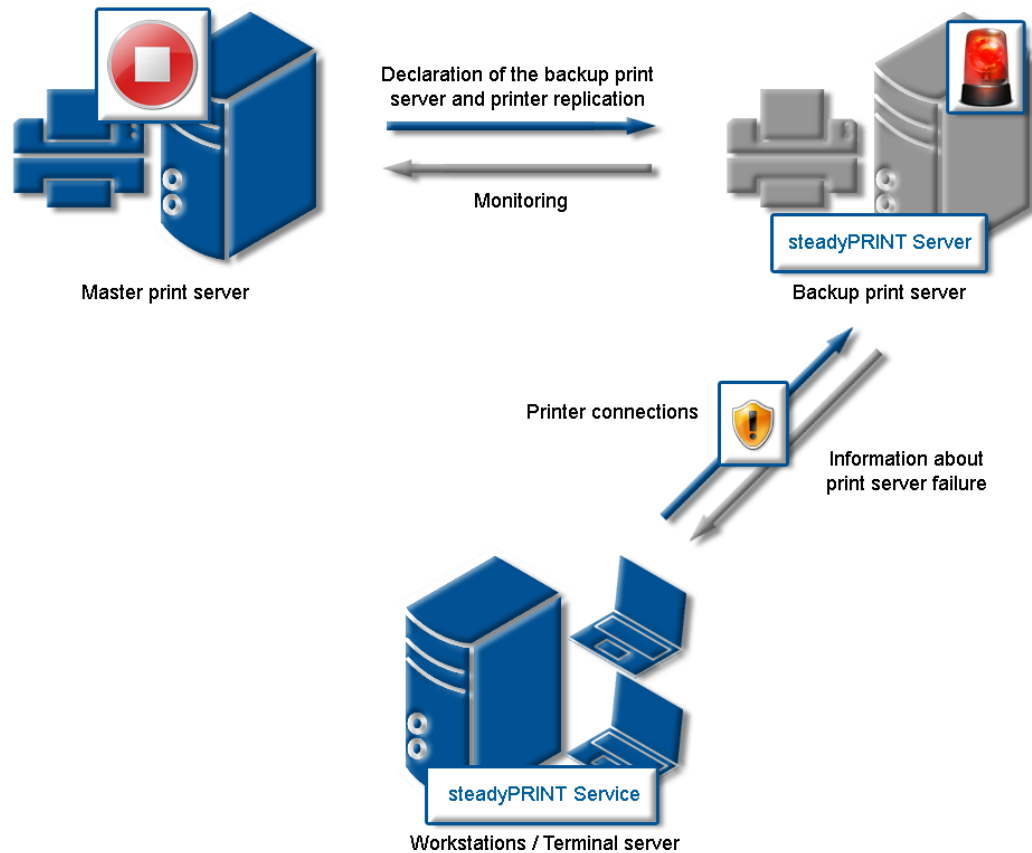 Declaration of the backup print
server and printer replication
Monitoring
steadyPRINT Server
Master print server
Backup print server
Printer connections
Information about
print server failure
steadyPRINT Service
Workstations / Terminal server